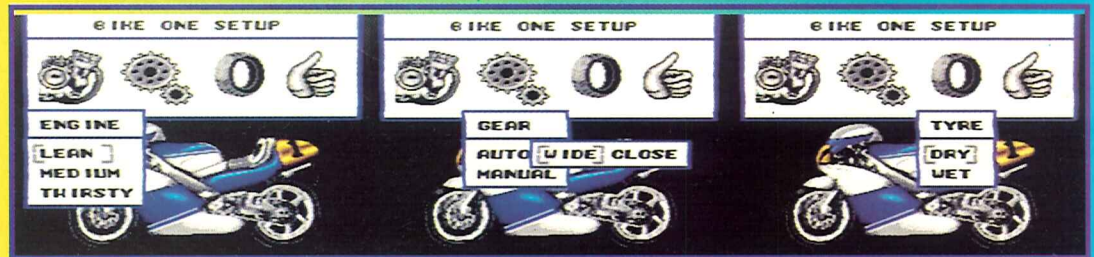 BIKE ONE SETUP
ENGINE
LEAN
MEDIUM
THIRSTY
BIKE ONE SETUP
GEAR
AUTO [WIDE] CLOSE
MANUAL
BIKE ONE SETUP
TYRE
[DRY]
WET